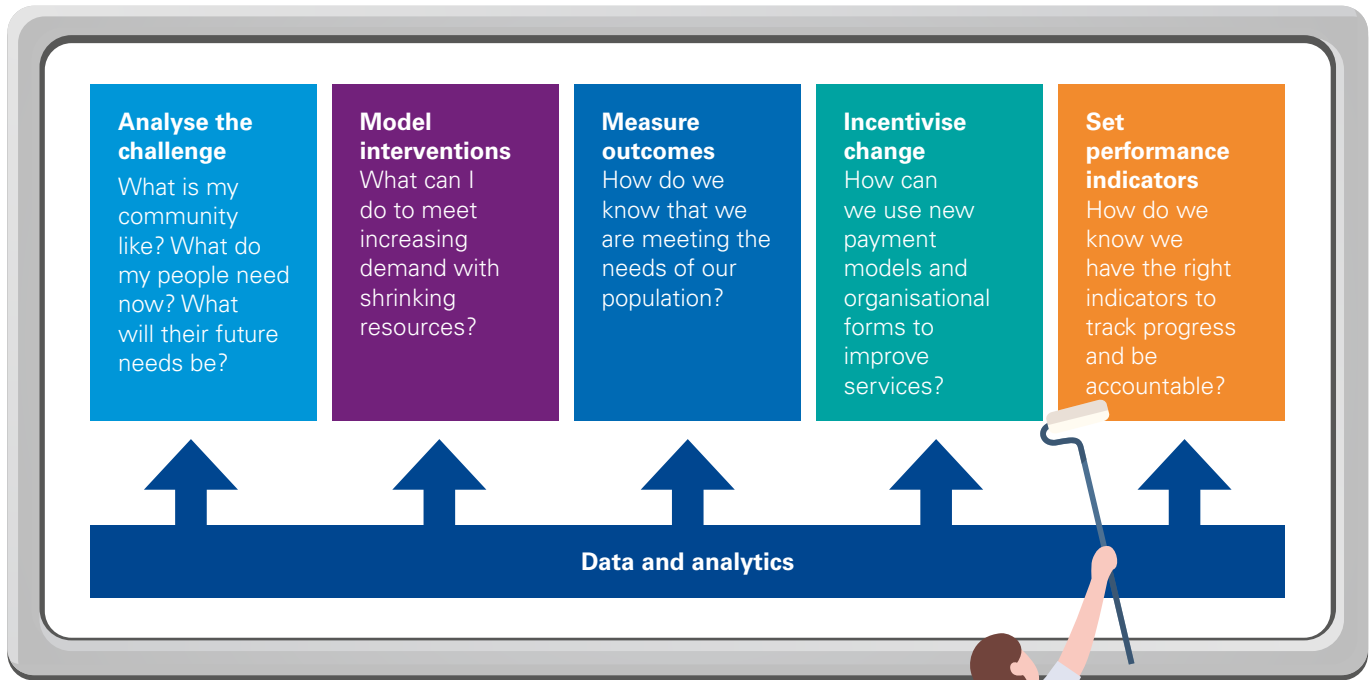 Analyse the
challenge
What is my
community
like? What do
my people need
now? What
will their future
needs be?
Model
interventions
What can I
do to meet
increasing
demand with
shrinking
resources?
Measure
outcomes
How do we
know that we
are meeting the
needs of our
population?
Incentivise
change
How can
we use new
payment
models and
organisational
forms to
improve
services?
Set
performance
indicators
How do we
know we
have the right
indicators to
track progress
and be
accountable?
Data and analytics